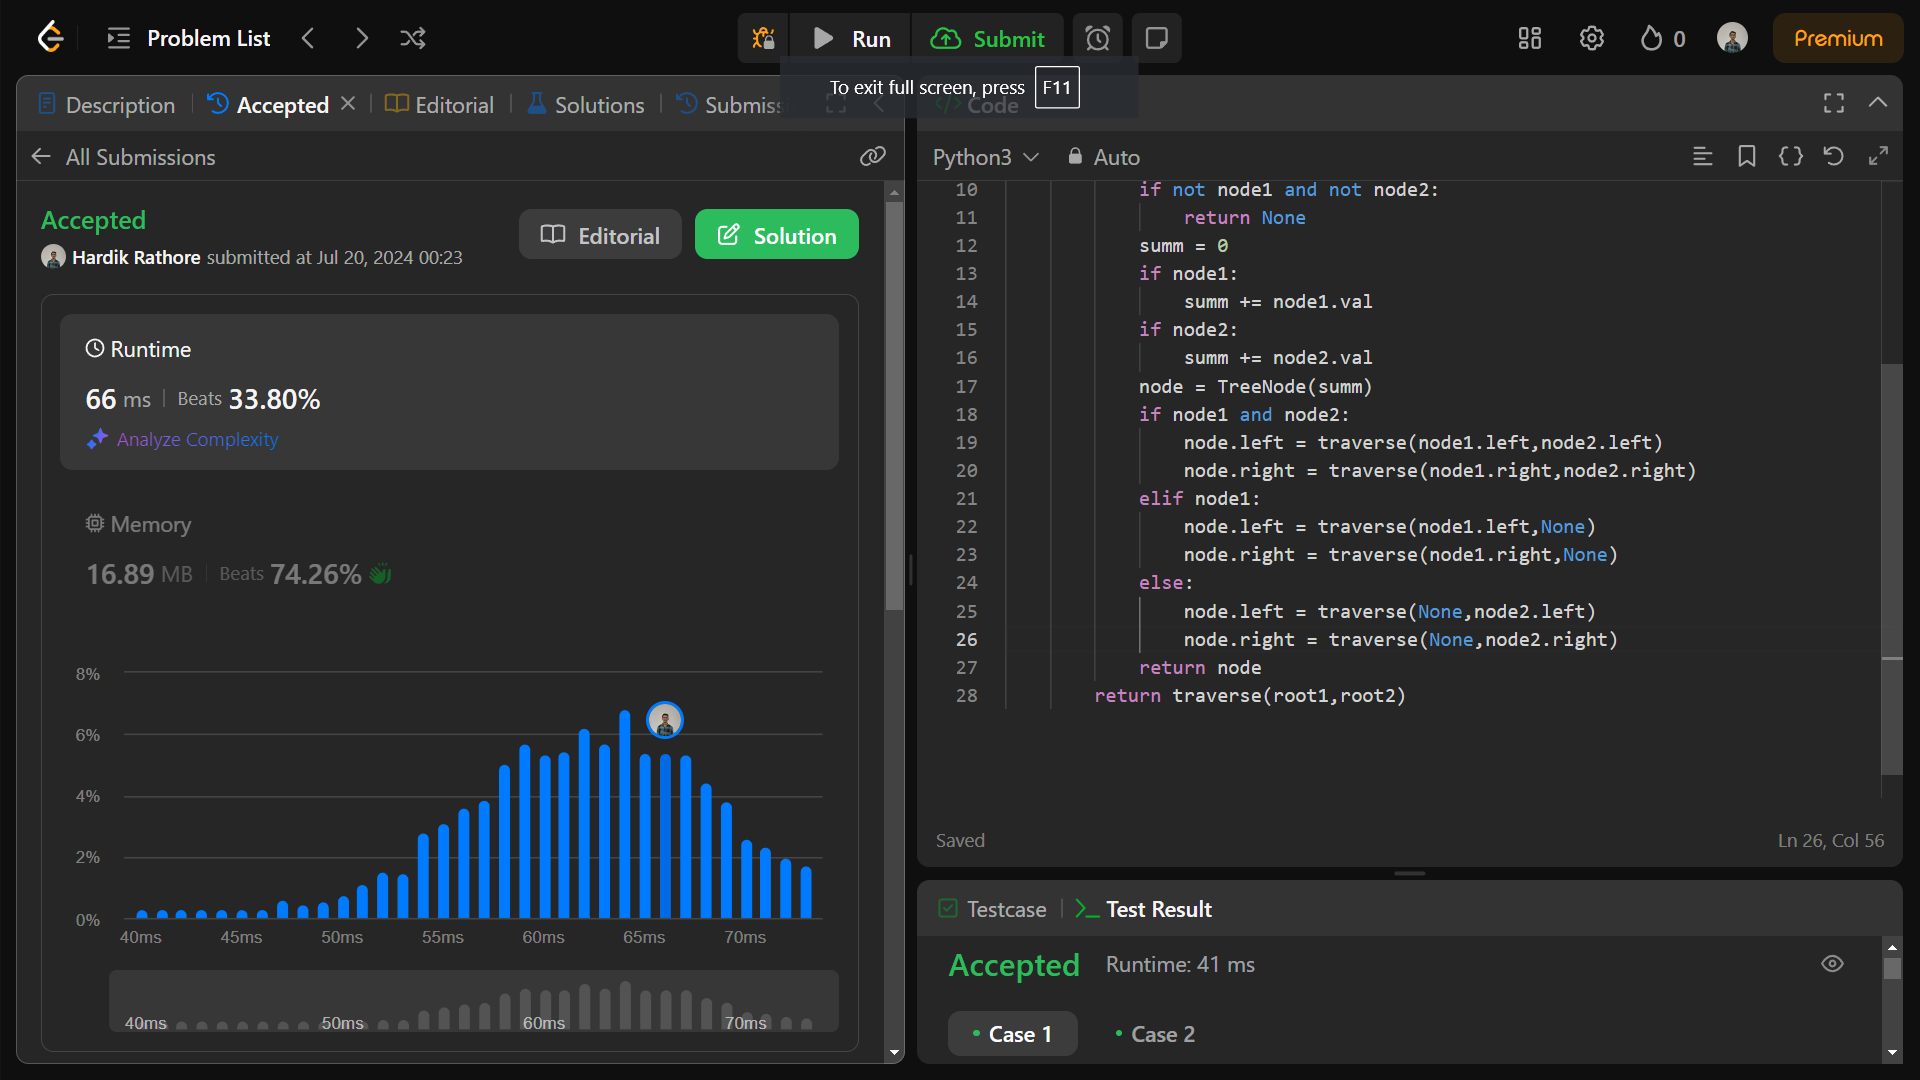 Problem List
Run
Submit
0
Premium
To exit full screen, press F11
Description
Accepted
Editorial
Solutions
Code
All Submissions
Python3
Auto
Accepted
Hardik Rathore submitted at Jul 20, 2024 00:23
Editorial
Solution
Runtime
66 ms | Beats 33.80%
Analyze Complexity
Memory
16.89 MB | Beats 74.26%
8%
6%
4%
2%
0%
40ms 45ms 50ms 55ms 60ms 65ms 70ms
40ms 50ms 60ms 70ms
10 if not node1 and not node2:
11 return None
12 summ = 0
13 if node1:
14 summ += node1.val
15 if node2:
16 summ += node2.val
17 node = TreeNode(summ)
18 if node1 and node2:
19 node.left = traverse(node1.left,node2.left)
20 node.right = traverse(node1.right,node2.right)
21 elif node1:
22 node.left = traverse(node1.left,None)
23 node.right = traverse(node1.right,None)
24 else:
25 node.left = traverse(None,node2.left)
26 node.right = traverse(None,node2.right)
27 return node
28 return traverse(root1,root2)
Saved
Ln 26, Col 56
Testcase
Test Result
Accepted
Runtime: 41 ms
Case 1
Case 2